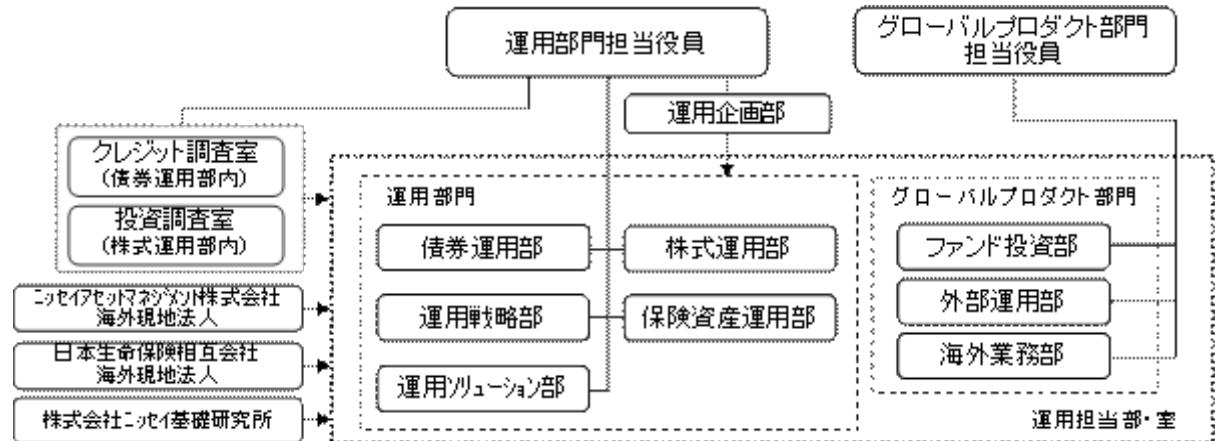 運用部門担当役員
グローバルプロダクト部門
担当役員
運用企画部
クレジット調査室
(債券運用部内)
投資調査室
(株式運用部内)
運用部門
グローバルプロダクト部門
債券運用部
株式運用部
ファンド投資部
ニッセイアセットマネジメント株式会社
海外現地法人
運用戦略部
保険資産運用部
外部運用部
日本生命保険相互会社
海外現地法人
運用ソリューション部
海外業務部
株式会社ニッセイ基礎研究所
運用担当部・室